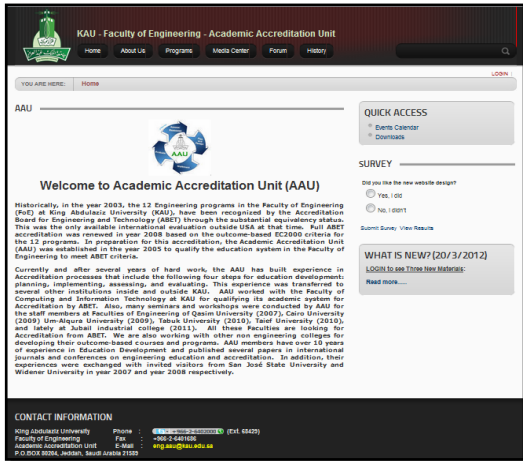 KAU - Faculty of Engineering - Academic Accreditation Unit
Home About Us Programs Media Center Forum History
LOGIN
YOU ARE HERE: Home
AAU
AAU
Welcome to Academic Accreditation Unit (AAU)
Historically, in the year 2003, the 12 Engineering programs in the Faculty of Engineering
(FoE) at King Abdulaziz University (KAU), have been recognized by the Accreditation
Board for Engineering and Technology (ABET) through the substantial equivalency status.
This was the only available international evaluation outside USA at that time. Full ABET
accreditation was renewed in year 2008 based on the outcome-based EC2000 criteria for
the 12 programs. In preparation for this accreditation, the Academic Accreditation Unit
(AAU) was established in the year 2005 to qualify the education system in the Faculty of
Engineering to meet ABET criteria.
Currently and after several years of hard work, the AAU has built experience in
Accreditation processes that include the following four steps for education development:
planning, implementing, assessing, and evaluating. This experience was transferred to
several other institutions inside and outside KAU. AAU worked with the Faculty of
Computing and Information Technology at KAU for qualifying its academic system for
Accreditation by ABET. Also, many seminars and workshops were conducted by AAU for
the staff members at Faculties of Engineering of Qasim University (2007), Cairo University
(2009) Um-Alqura University (2009), Tabuk University (2010), Taief University (2010),
and lately at Jubail industrial college (2011). All these Faculties are looking for
Accreditation from ABET. We are also working with other non engineering colleges for
developing their outcome-based courses and programs. AAU members have over 10 years
of experience in Education Development and published several papers in international
journals and conferences on engineering education and accreditation. In addition, their
experiences were exchanged with invited visitors from San José State University and
Widener University in year 2007 and year 2008 respectively.
QUICK ACCESS
Events Calendar
Downloads
SURVEY
Did you like the new website design?
Yes, I did
No, I didn't
Submit Survey View Results
WHAT IS NEW? (20/3/2012)
LOGIN to see Three New Materials:
Read more.....
CONTACT INFORMATION
King Abdulaziz University Phone : +966-2-6402000 (Ext. 68425)
Faculty of Engineering Fax : +966-2-6401686
Academic Accreditation Unit E-Mail : eng.aau@kau.edu.sa
P.O.BOX 80204, Jeddah, Saudi Arabia 21589